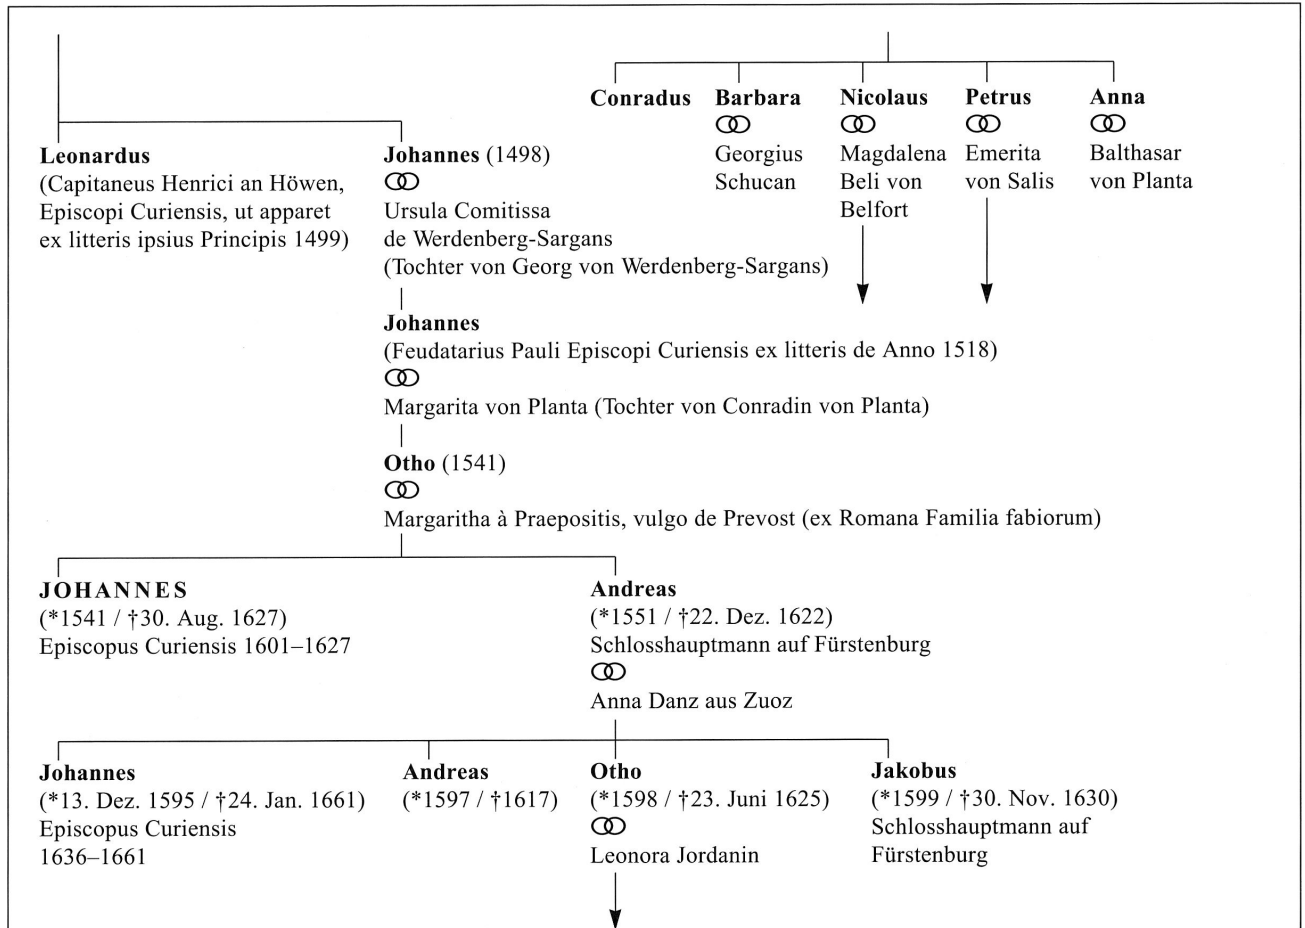 Conradus
Barbara
Georgius
Schucan
Nicolaus
Magdalena
Beli von
Belfort
Petrus
Emerita
von Salis
Anna
Balthasar
von Planta
Leonardus
(Capitaneus Henrici an Höwen,
Episcopi Curiensis, ut apparet
ex litteris ipsius Principis 1499)
Johannes (1498)
Ursula Comitissa
de Werdenberg-Sargans
(Tochter von Georg von Werdenberg-Sargans)
Johannes
(Feudatarius Pauli Episcopi Curiensis ex litteris de Anno 1518)
Margarita von Planta (Tochter von Conradin von Planta)
Otho (1541)
Margaritha à Praepositis, vulgo de Prevost (ex Romana Familia fabiorum)
JOHANNES
(*1541 / †30. Aug. 1627)
Episcopus Curiensis 1601–1627
Andreas
(*1551 / †22. Dez. 1622)
Schlosshauptmann auf Fürstenburg
Anna Danz aus Zuoz
Johannes
(*13. Dez. 1595 / †24. Jan. 1661)
Episcopus Curiensis
1636–1661
Andreas
(*1597 / †1617)
Otho
(*1598 / †23. Juni 1625)
Leonora Jordanin
Jakobus
(*1599 / †30. Nov. 1630)
Schlosshauptmann auf
Fürstenburg